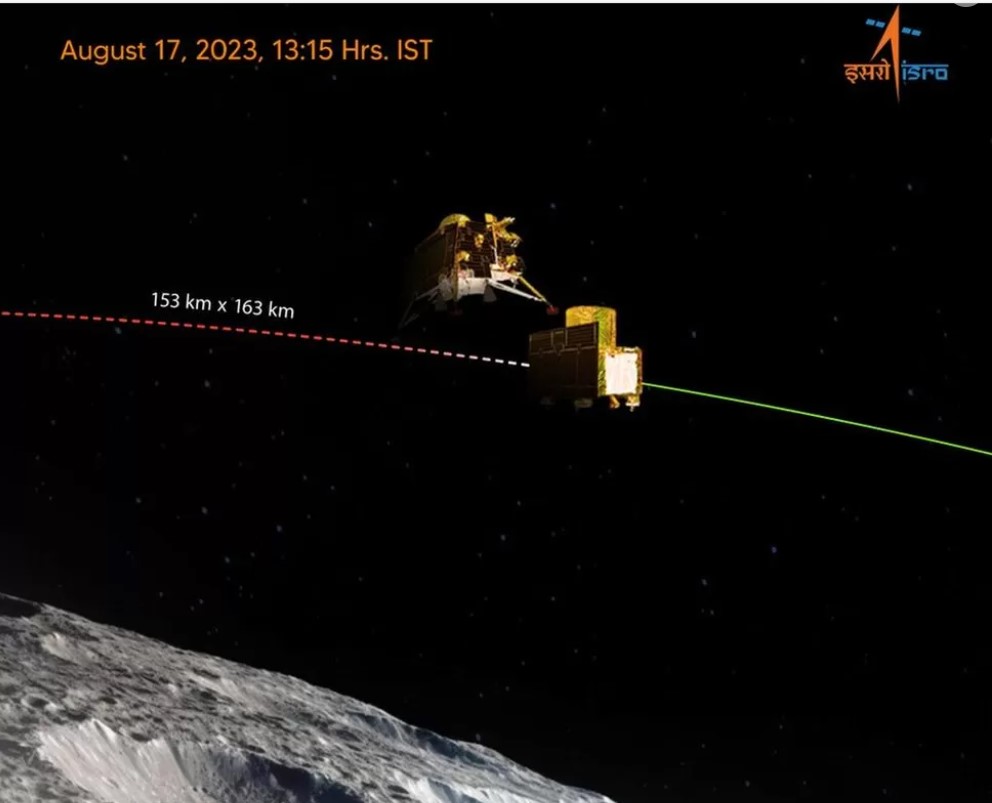 August 17, 2023, 13:15 Hrs. IST
इसरो isro
153 km x 163 km